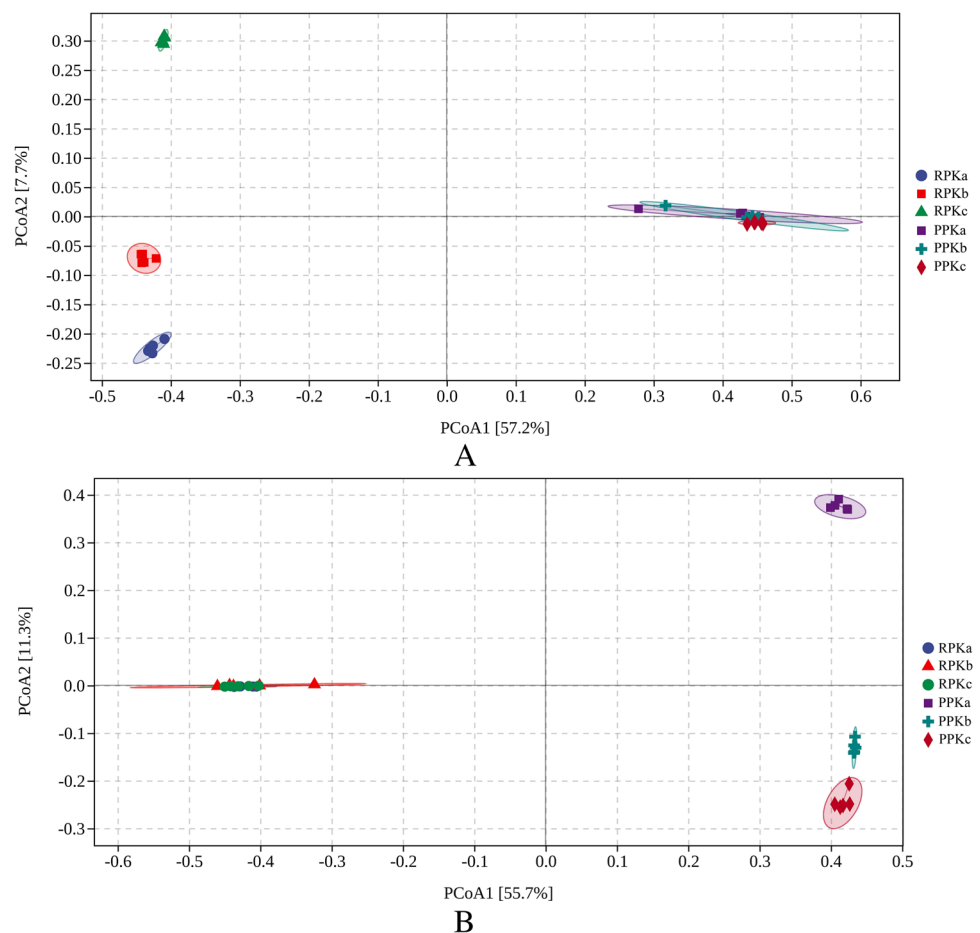 0.30
0.25
0.20
0.15
0.10
0.05
0.00
-0.05
-0.10
-0.15
-0.20
-0.25
PCoA2 [7.7%]
-0.5 -0.4 -0.3 -0.2 -0.1 0.0 0.1 0.2 0.3 0.4 0.5 0.6
PCoA1 [57.2%]
RPKa
RPKb
RPKc
PPKa
PPKb
PPKc
A
0.4
0.3
0.2
0.1
0.0
-0.1
-0.2
-0.3
PCoA2 [11.3%]
-0.6 -0.5 -0.4 -0.3 -0.2 -0.1 0.0 0.1 0.2 0.3 0.4 0.5
PCoA1 [55.7%]
RPKa
RPKb
RPKc
PPKa
PPKb
PPKc
B